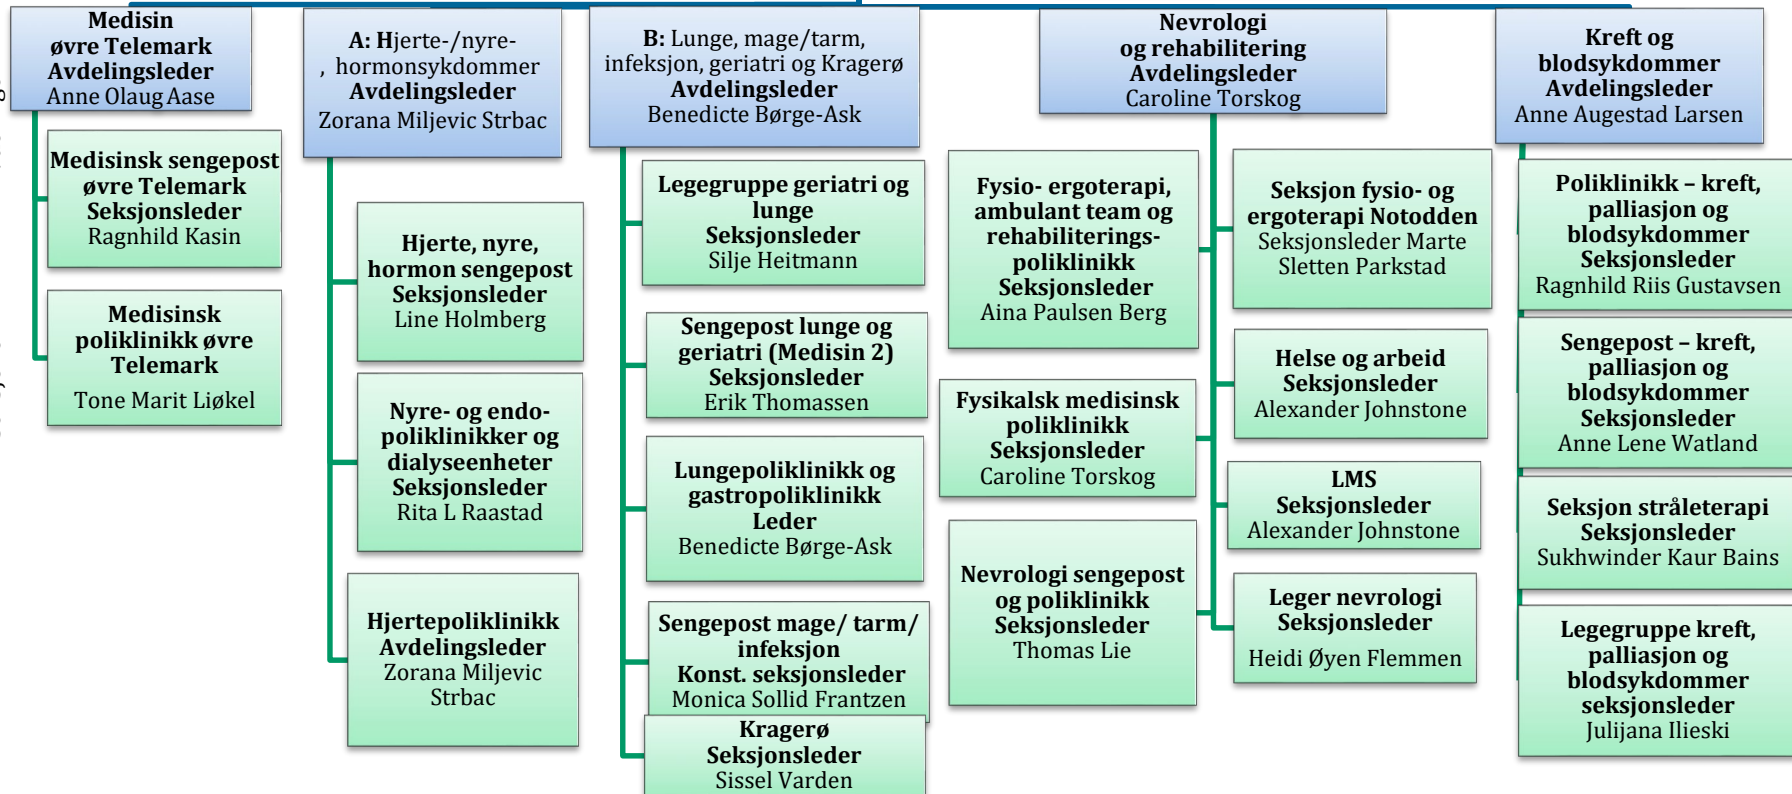 Medisin
øvre Telemark
Avdelingsleder
Anne Olaug Aase
Medisinsk sengepost
øvre Telemark
Seksjonsleder
Ragnhild Kasin
Medisinsk
poliklinikk øvre
Telemark
Tone Marit Liøkel
A: Hjerte-/nyre-
, hormonsykdommer
Avdelingsleder
Zorana Miljevic Strbac
Hjerte, nyre,
hormon sengepost
Seksjonsleder
Line Holmberg
Nyre- og endo-
poliklinikker og
dialyseenheter
Seksjonsleder
Rita L Raastad
Hjertepoliklinikk
Avdelingsleder
Zorana Miljevic
Strbac
B: Lunge, mage/tarm,
infeksjon, geriatri og Kragerø
Avdelingsleder
Benedicte Børge-Ask
Legegruppe geriatri og
lunge
Seksjonsleder
Silje Heitmann
Sengepost lunge og
geriatri (Medisin 2)
Seksjonsleder
Erik Thomassen
Lungepoliklinikk og
gastropoliklinikk
Leder
Benedicte Børge-Ask
Sengepost mage/ tarm/
infeksjon
Konst. seksjonsleder
Monica Sollid Frantzen
Kragerø
Seksjonsleder
Sissel Varden
Nevrologi
og rehabilitering
Avdelingsleder
Caroline Torskog
Fysio- ergoterapi,
ambulant team og
rehabiliterings-
poliklinikk
Seksjonsleder
Aina Paulsen Berg
Fysikalsk medisinsk
poliklinikk
Seksjonsleder
Caroline Torskog
Nevrologi sengepost
og poliklinikk
Seksjonsleder
Thomas Lie
Seksjon fysio- og
ergoterapi Notodden
Seksjonsleder Marte
Sletten Parkstad
Helse og arbeid
Seksjonsleder
Alexander Johnstone
LMS
Seksjonsleder
Alexander Johnstone
Leger nevrologi
Seksjonsleder
Heidi Øyen Flemmen
Kreft og
blodsykdommer
Avdelingsleder
Anne Augestad Larsen
Poliklinikk – kreft,
palliasjon og
blodsykdommer
Seksjonsleder
Ragnhild Riis Gustavsen
Sengepost – kreft,
palliasjon og
blodsykdommer
Seksjonsleder
Anne Lene Watland
Seksjon stråleterapi
Seksjonsleder
Sukhwinder Kaur Bains
Legegruppe kreft,
palliasjon og
blodsykdommer
seksjonsleder
Julijana Ilieski